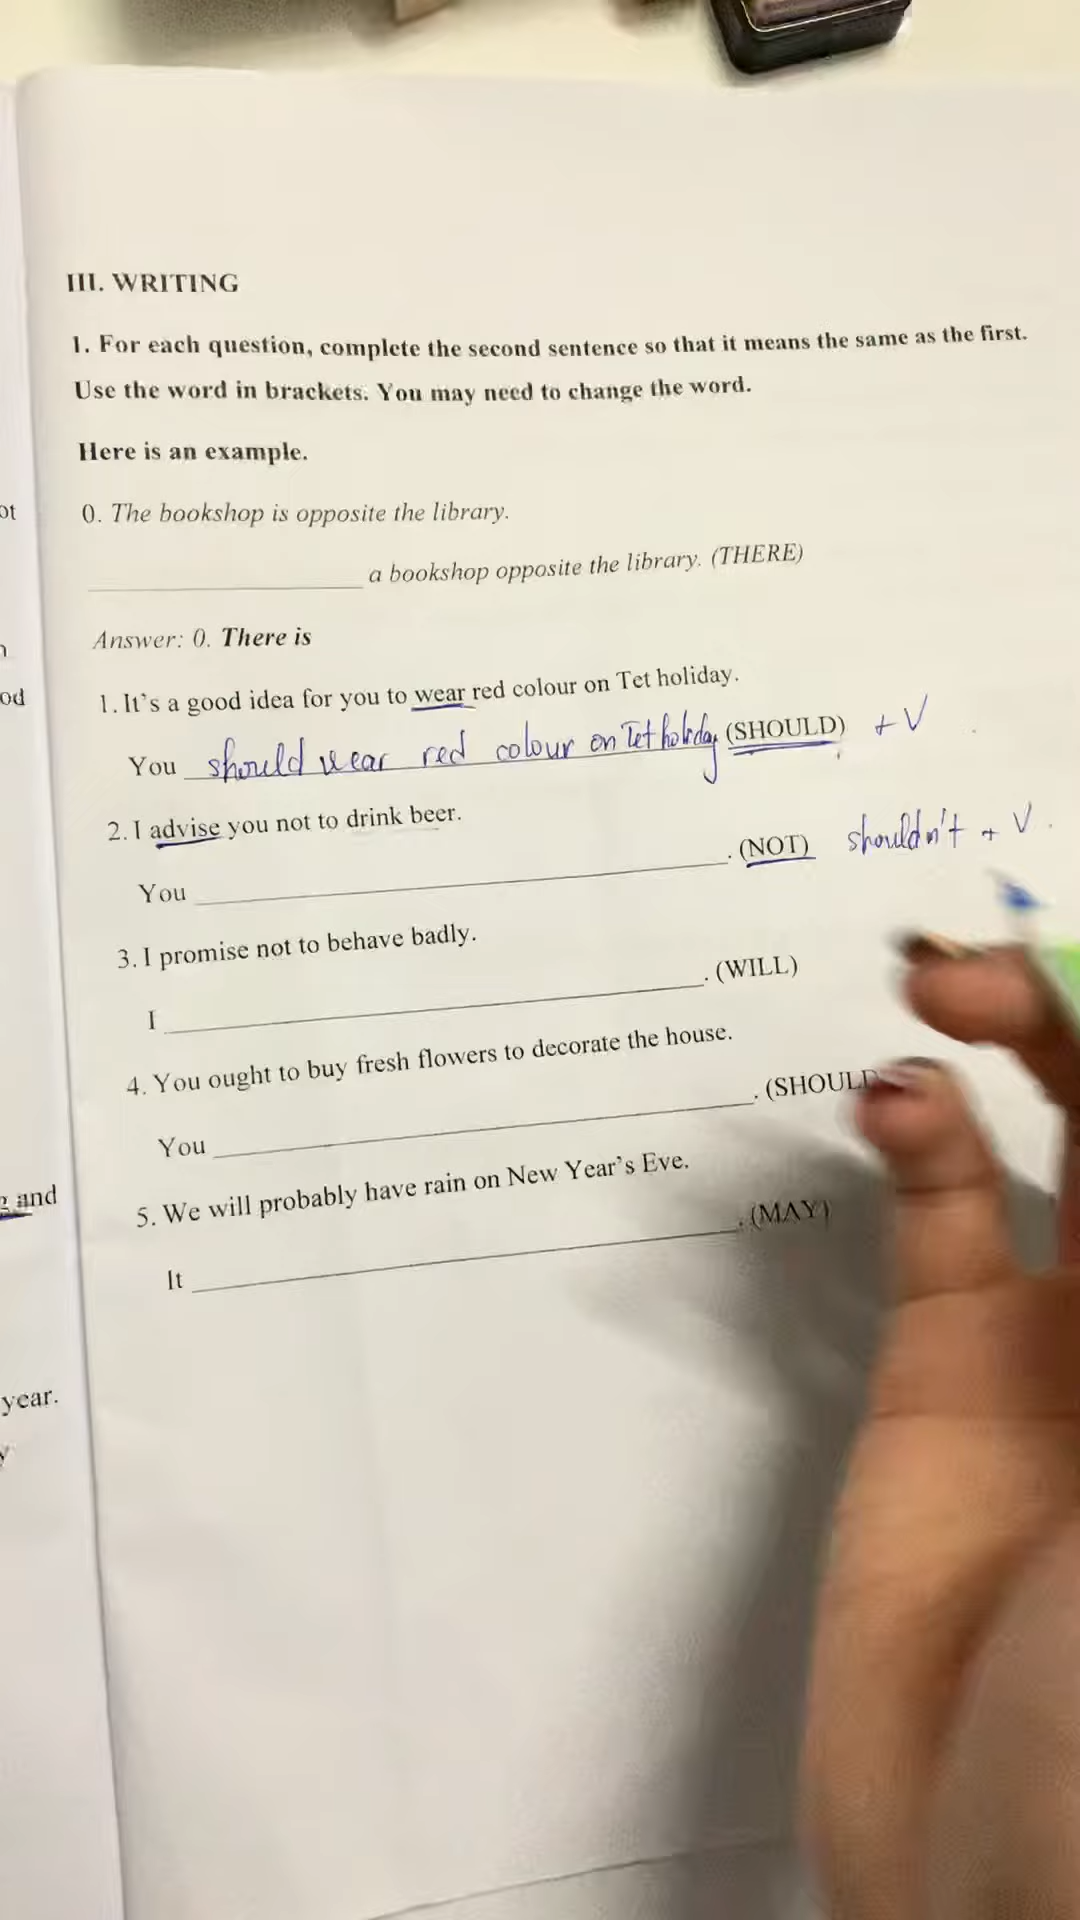 ot
od
g and
year.
y
III. WRITING
1. For each question, complete the second sentence so that it means the same as the first.
Use the word in brackets. You may need to change the word.
Here is an example.
0. The bookshop is opposite the library.
____________ a bookshop opposite the library. (THERE)
Answer: 0. There is
1. It's a good idea for you to wear red colour on Tet holiday.
You should wear red colour on Tet holiday (SHOULD) + V
2. I advise you not to drink beer.
You ____________. (NOT) shouldn't + V.
3. I promise not to behave badly.
I ____________. (WILL)
4. You ought to buy fresh flowers to decorate the house.
You ____________. (SHOULD
5. We will probably have rain on New Year's Eve.
It ____________. (MAY)